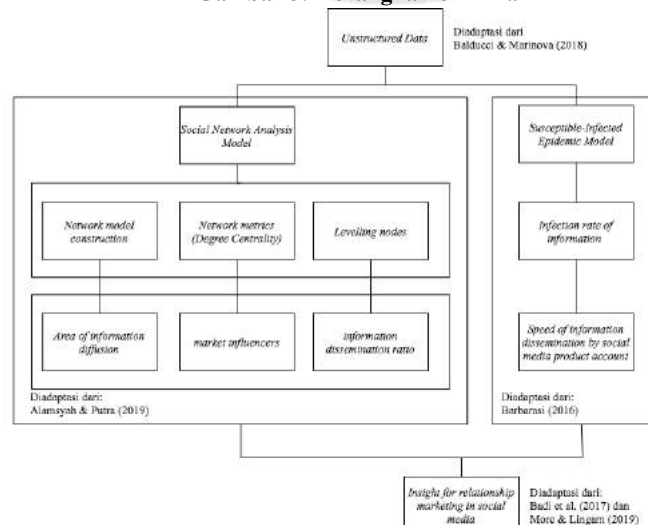 Unstructured Data
Diadaptasi dari
Balducci & Marinova (2018)
Social Network Analysis
Model
Susceptible-Infected
Epidemic Model
Network model
construction
Network metrics
(Degree Centrality)
Levelling nodes
Infection rate of
information
Area of information
diffusion
market influencers
information
dissemination ratio
Speed of information
dissemination by social
media product account
Diadaptasi dari:
Alamsyah & Putra (2019)
Diadaptasi dari:
Barbarasi (2016)
Insight for relationship
marketing in social
media
Diadaptasi dari:
Badi et al. (2017) dan
More & Lingam (2019)